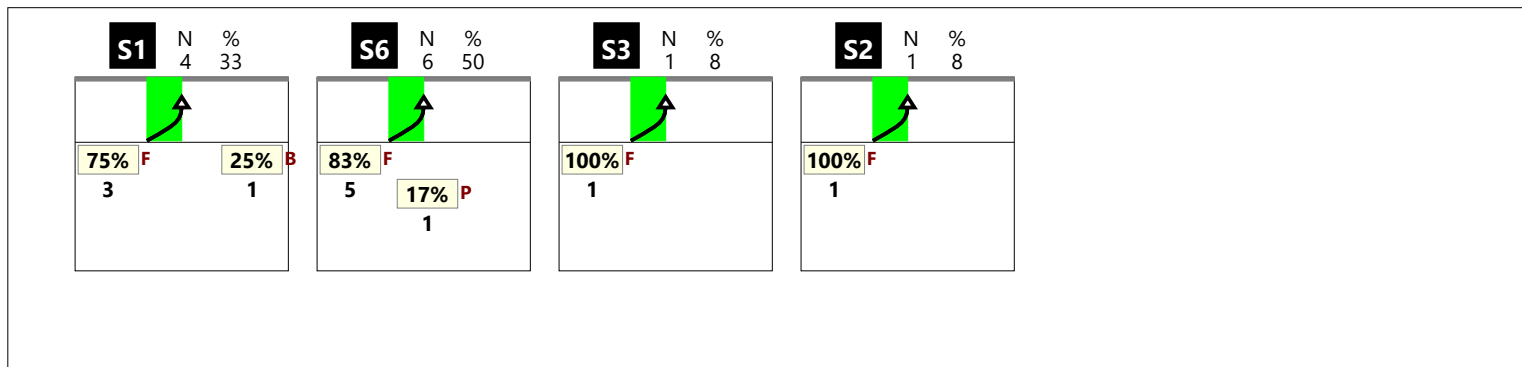 S1 N % S6 N % S3 N % S2 N %
4 33 6 50 1 8 1 8
75% F 25% B 83% F 100% F 100% F
3 1 5 17% P 1 1
1